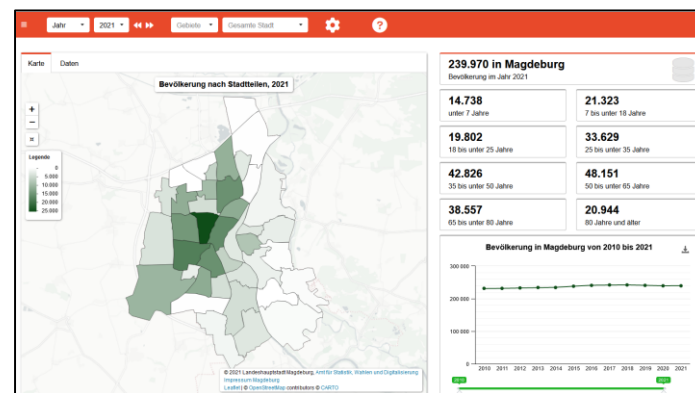 Jahr 2021 Gebiete Gesamte Stadt ?
Karte Daten
Bevölkerung nach Stadtteilen, 2021
+
−
Legende
0
5.000
10.000
15.000
20.000
25.000
© 2021 Landeshauptstadt Magdeburg, Amt für Statistik, Wahlen und Digitalisierung
Impressum Magdeburg
Leaflet | © OpenStreetMap contributors © CARTO
239.970 in Magdeburg
Bevölkerung im Jahr 2021
14.738
unter 7 Jahre
21.323
7 bis unter 18 Jahre
19.802
18 bis unter 25 Jahre
33.629
25 bis unter 35 Jahre
42.826
35 bis unter 50 Jahre
48.151
50 bis unter 65 Jahre
38.557
65 bis unter 80 Jahre
20.944
80 Jahre und älter
Bevölkerung in Magdeburg von 2010 bis 2021
300 000
200 000
100 000
0
2010 2011 2012 2013 2014 2015 2016 2017 2018 2019 2020 2021
2010 2021